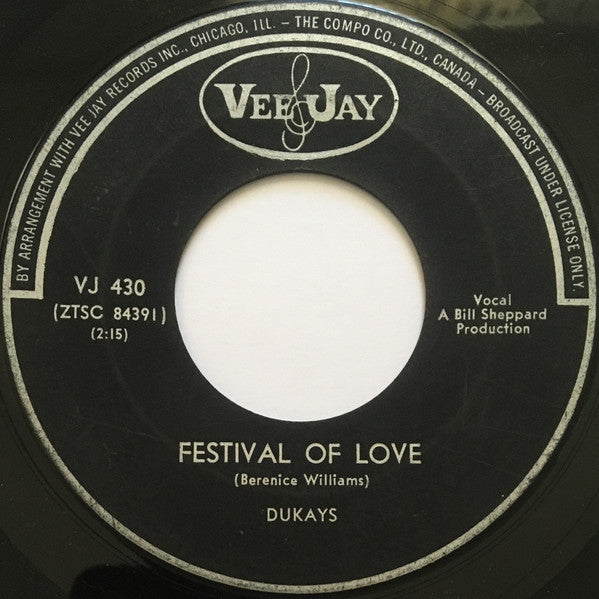 BY ARRANGEMENT WITH VEE JAY RECORDS INC., CHICAGO, ILL. - THE COMPO CO., LTD., CANADA - BROADCAST UNDER LICENSE ONLY.
VEE JAY
VJ 430
(ZTSC 84391)
(2:15)
Vocal
A Bill Sheppard
Production
FESTIVAL OF LOVE
(Berenice Williams)
DUKAYS